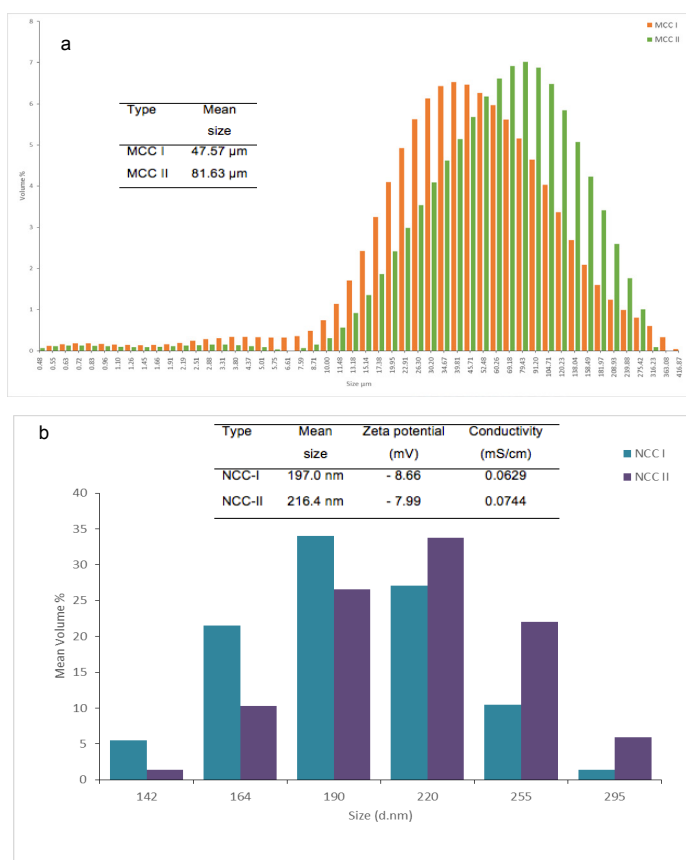 a
MCC I
MCC II
Type Mean
size
MCC I 47.57 µm
MCC II 81.63 µm
8
7
6
5
4
3
2
1
0
Volume %
0.48 0.55 0.63 0.72 0.83 0.96 1.10 1.26 1.45 1.66 1.91 2.19 2.51 2.88 3.31 3.80 4.37 5.01 5.75 6.61 7.59 8.71 10.00 11.48 13.18 15.14 17.38 19.95 22.91 26.30 30.20 34.67 39.81 45.71 52.48 60.26 69.18 79.43 91.20 104.71 120.23 138.04 158.49 181.97 208.93 239.88 275.42 316.23 363.08 416.87
Size µm
b
Type Mean Zeta potential Conductivity
size (mV) (mS/cm)
NCC-I 197.0 nm - 8.66 0.0629
NCC-II 216.4 nm - 7.99 0.0744
NCC I
NCC II
40
35
30
25
20
15
10
5
0
Mean Volume %
142 164 190 220 255 295
Size (d.nm)